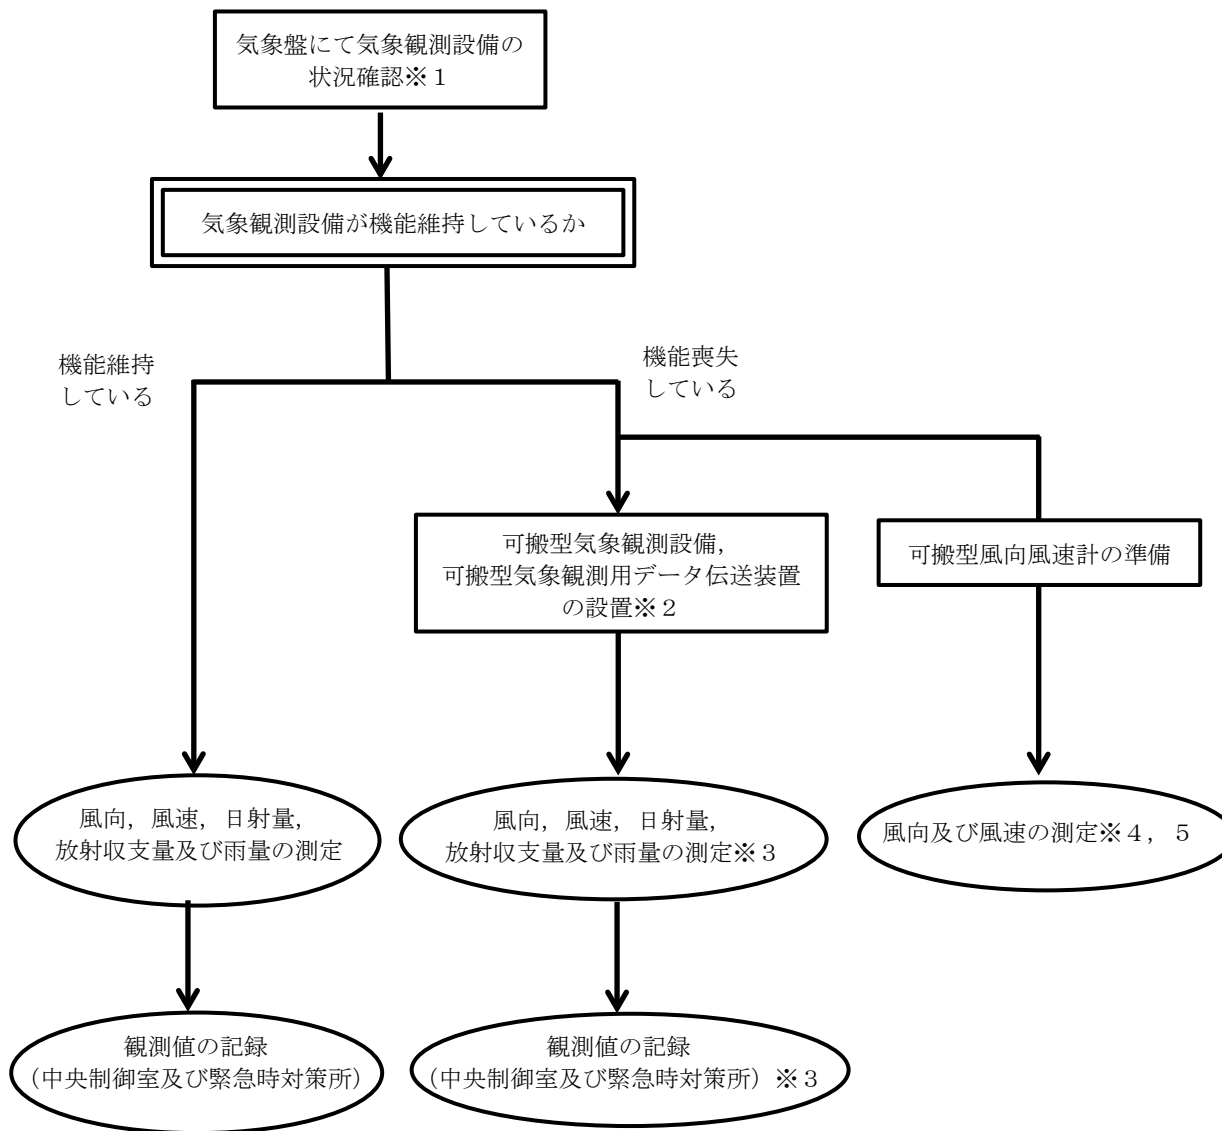 気象盤にて気象観測設備の
状況確認※１
気象観測設備が機能維持しているか
機能維持
している
機能喪失
している
可搬型気象観測設備，
可搬型気象観測用データ伝送装置
の設置※２
可搬型風向風速計の準備
風向，風速，日射量，
放射収支量及び雨量の測定
風向，風速，日射量，
放射収支量及び雨量の測定※３
風向及び風速の測定※４，５
観測値の記録
（中央制御室及び緊急時対策所）
観測値の記録
（中央制御室及び緊急時対策所）※３